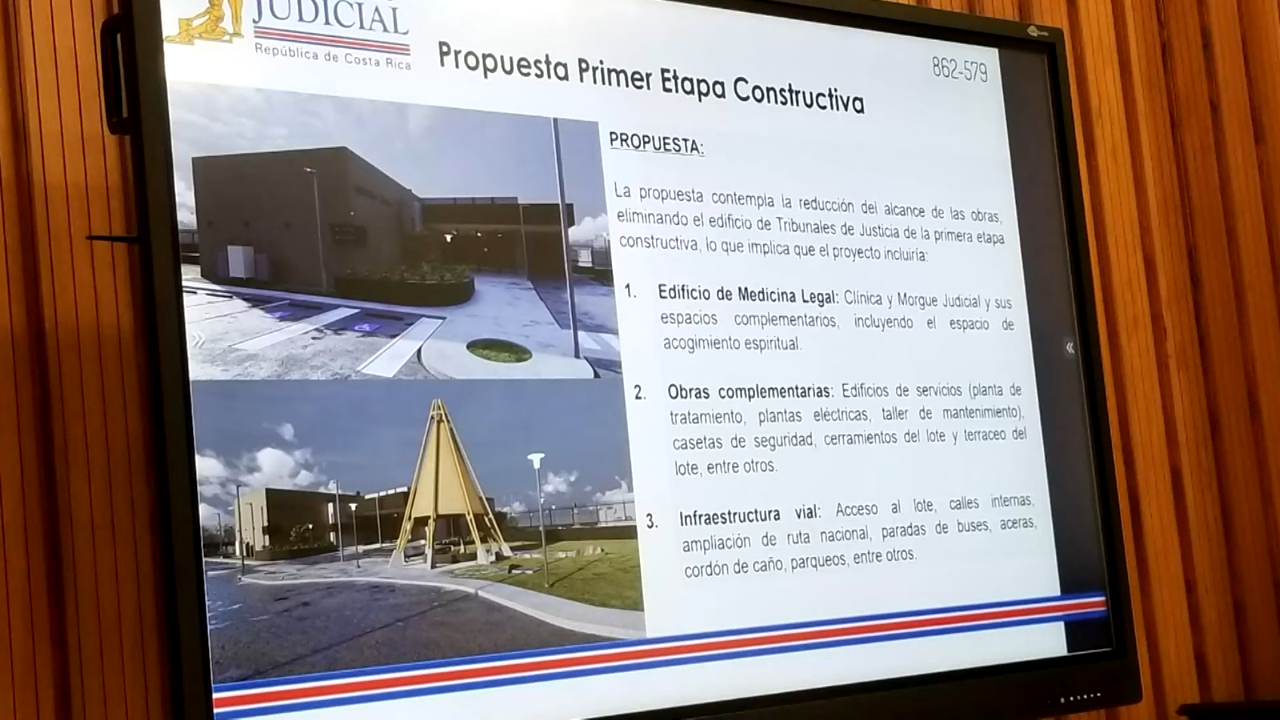 JUDICIAL
República de Costa Rica
Propuesta Primer Etapa Constructiva
862-579
PROPUESTA:
La propuesta contempla la reducción del alcance de las obras,
eliminando el edificio de Tribunales de Justicia de la primera etapa
constructiva, lo que implica que el proyecto incluiría:
1. Edificio de Medicina Legal: Clínica y Morgue Judicial y sus
espacios complementarios, incluyendo el espacio de
acogimiento espiritual.
2. Obras complementarias: Edificios de servicios (planta de
tratamiento, plantas eléctricas, taller de mantenimiento),
casetas de seguridad, cerramientos del lote y terraceo del
lote, entre otros.
3. Infraestructura vial: Acceso al lote, calles internas,
ampliación de ruta nacional, paradas de buses, aceras,
cordón de caño, parqueos, entre otros.